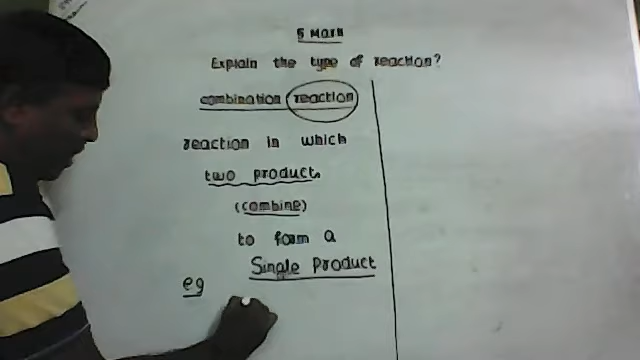 5 Mark
Explain the type of reaction?
combination reaction
reaction in which
two product.
(combine)
to form a
Single Product
eg